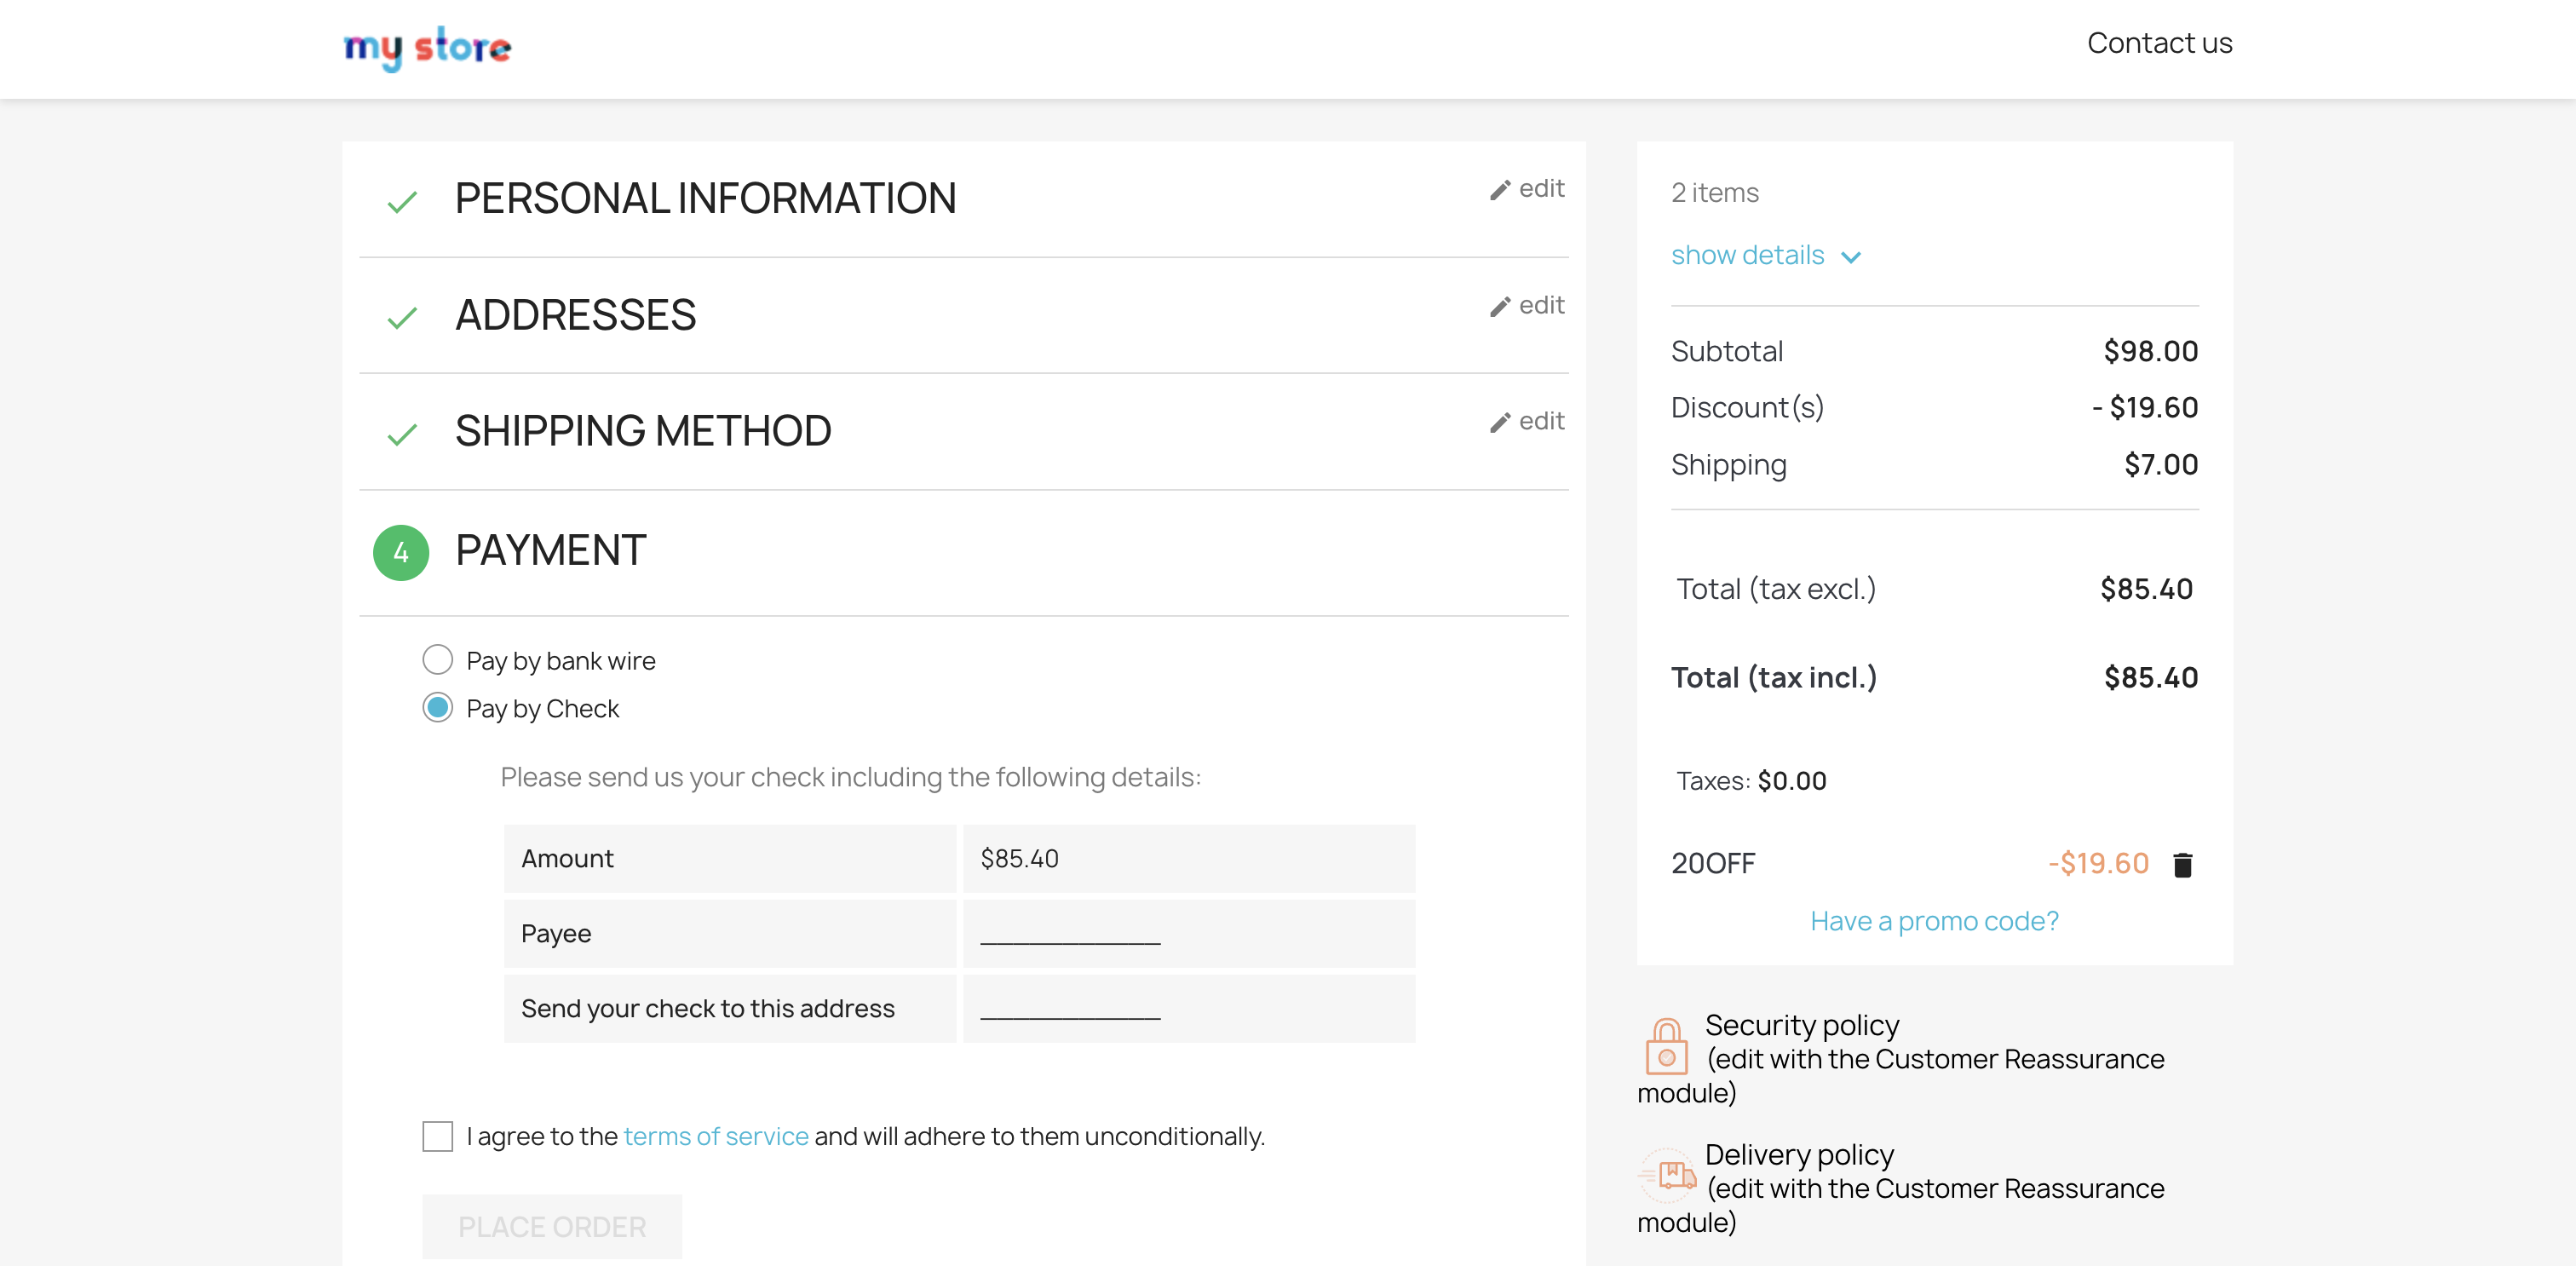 my store
Contact us
PERSONAL INFORMATION
edit
ADDRESSES
edit
SHIPPING METHOD
edit
4 PAYMENT
Pay by bank wire
Pay by Check
Please send us your check including the following details:
Amount $85.40
Payee ___________
Send your check to this address ___________
I agree to the terms of service and will adhere to them unconditionally.
PLACE ORDER
2 items
show details
Subtotal $98.00
Discount(s) - $19.60
Shipping $7.00
Total (tax excl.) $85.40
Total (tax incl.) $85.40
Taxes: $0.00
20OFF -$19.60
Have a promo code?
Security policy
(edit with the Customer Reassurance
module)
Delivery policy
(edit with the Customer Reassurance
module)